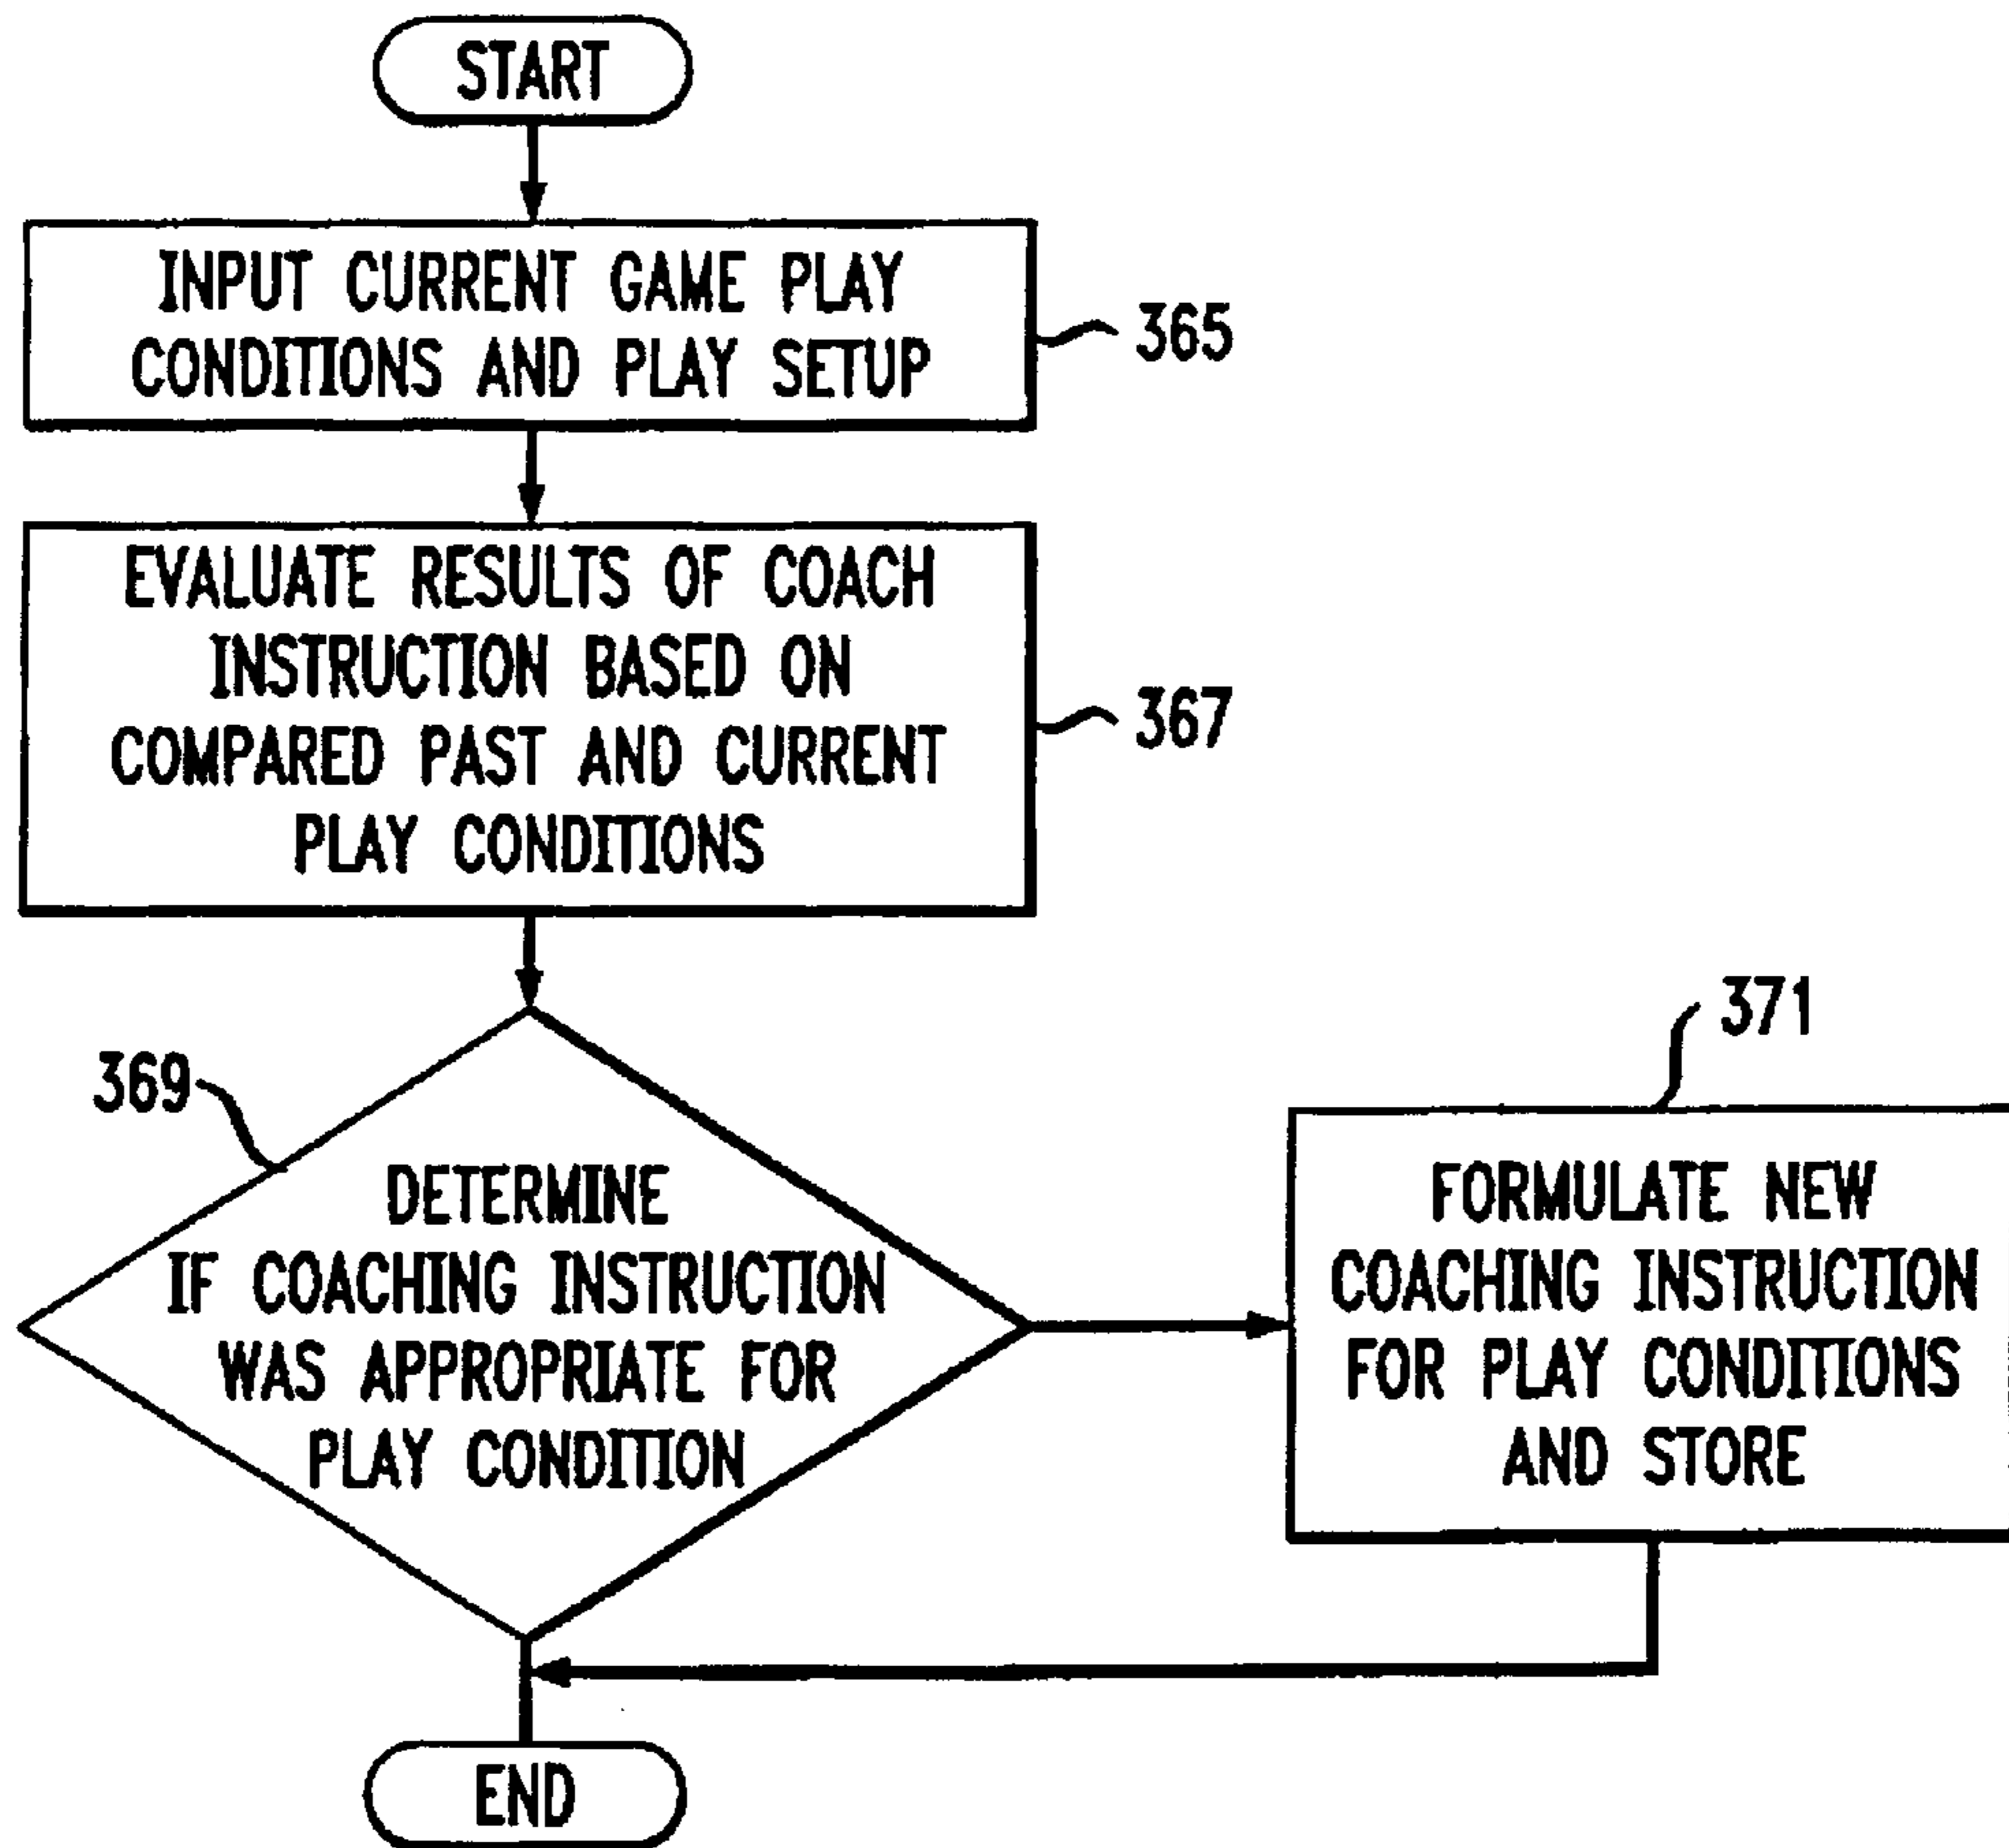 START
INPUT CURRENT GAME PLAY
CONDITIONS AND PLAY SETUP
365
EVALUATE RESULTS OF COACH
INSTRUCTION BASED ON
COMPARED PAST AND CURRENT
PLAY CONDITIONS
367
369
DETERMINE
IF COACHING INSTRUCTION
WAS APPROPRIATE FOR
PLAY CONDITION
371
FORMULATE NEW
COACHING INSTRUCTION
FOR PLAY CONDITIONS
AND STORE
END